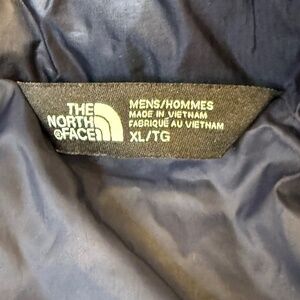 THE
NORTH
FACE
MENS/HOMMES
MADE IN VIETNAM
FABRIQUÉ AU VIETNAM
XL/TG